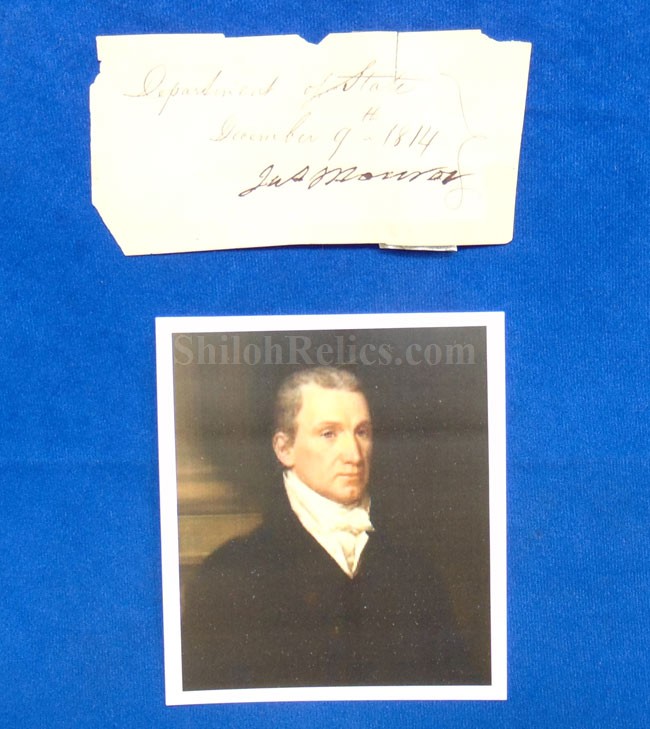 Department of State
December 9th - 1814
Jas Monroe
ShilohRelics.com